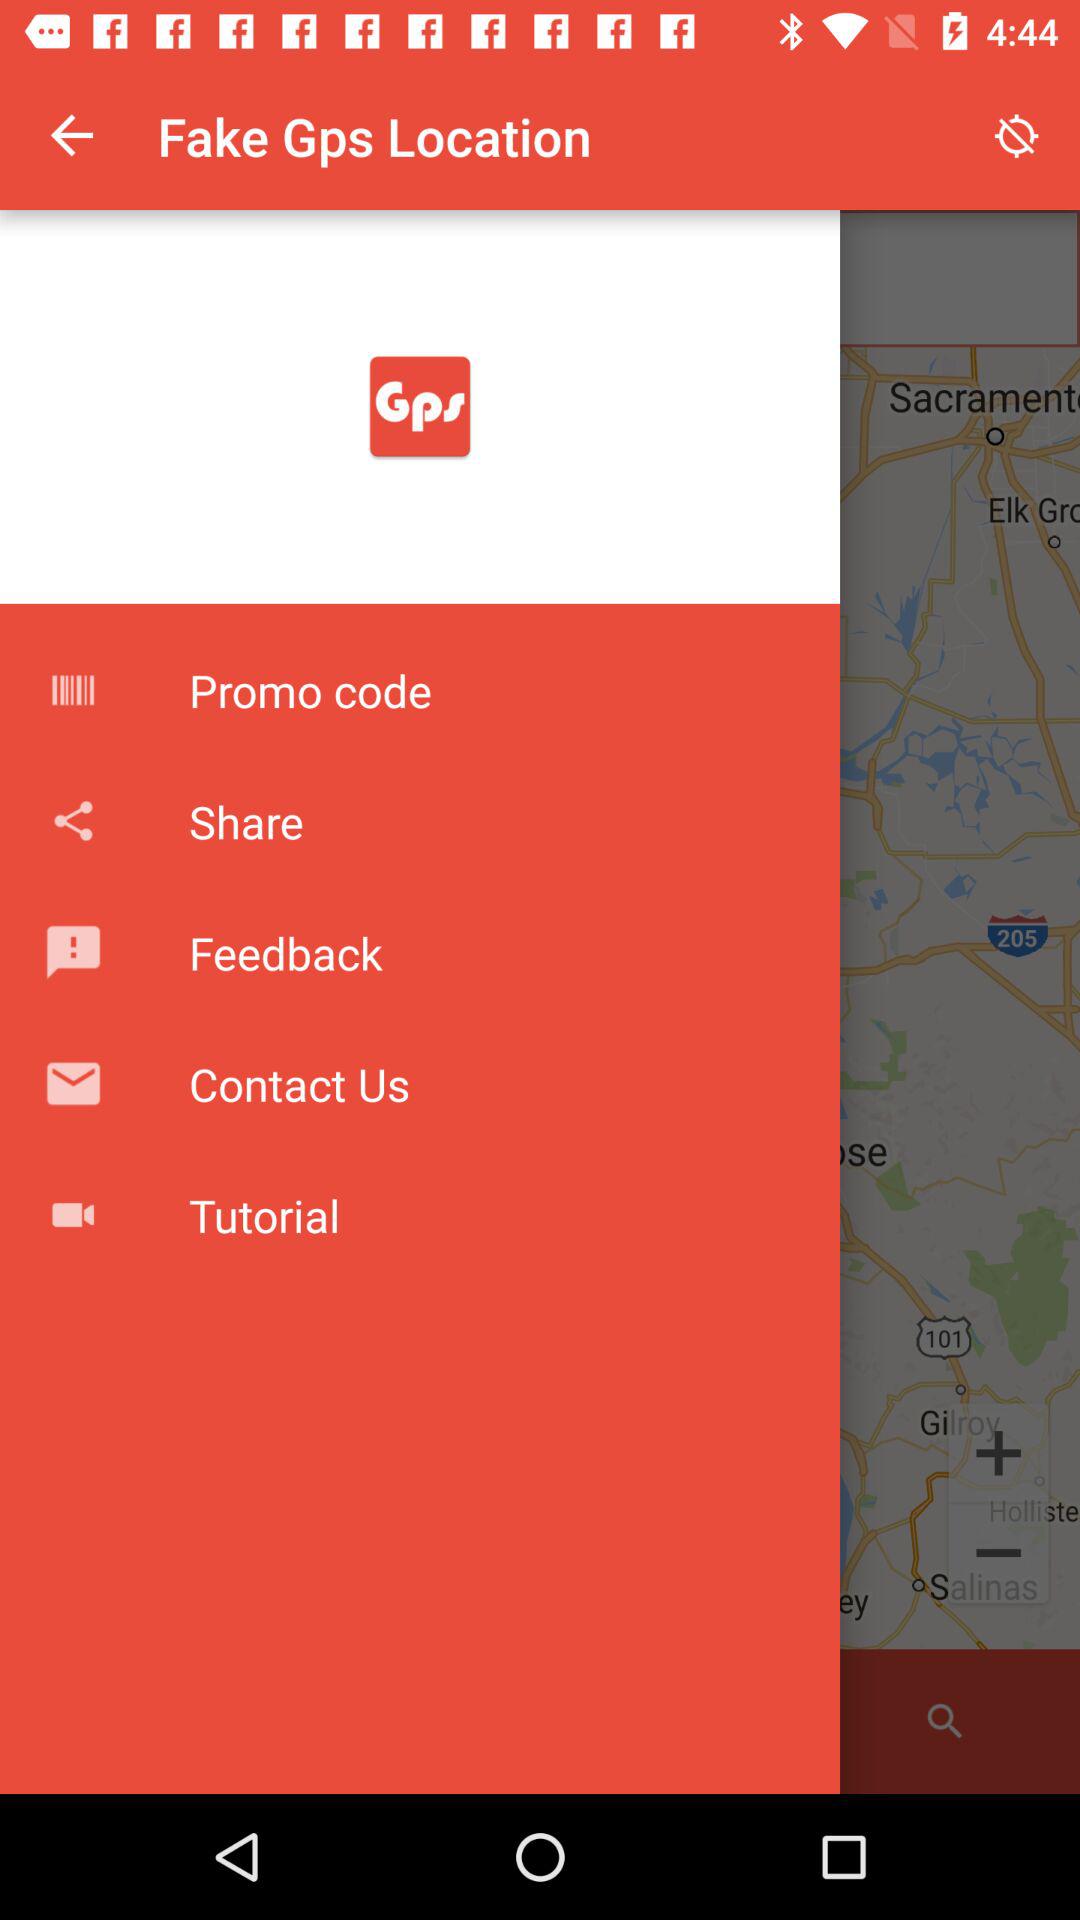 4:44
Fake Gps Location
Gps
Sacrament
Elk Gro
Promo code
Share
205
Feedback
Contact Us
ose
Tutorial
101
Gilroy
+
Holliste
−
Salinas
ey